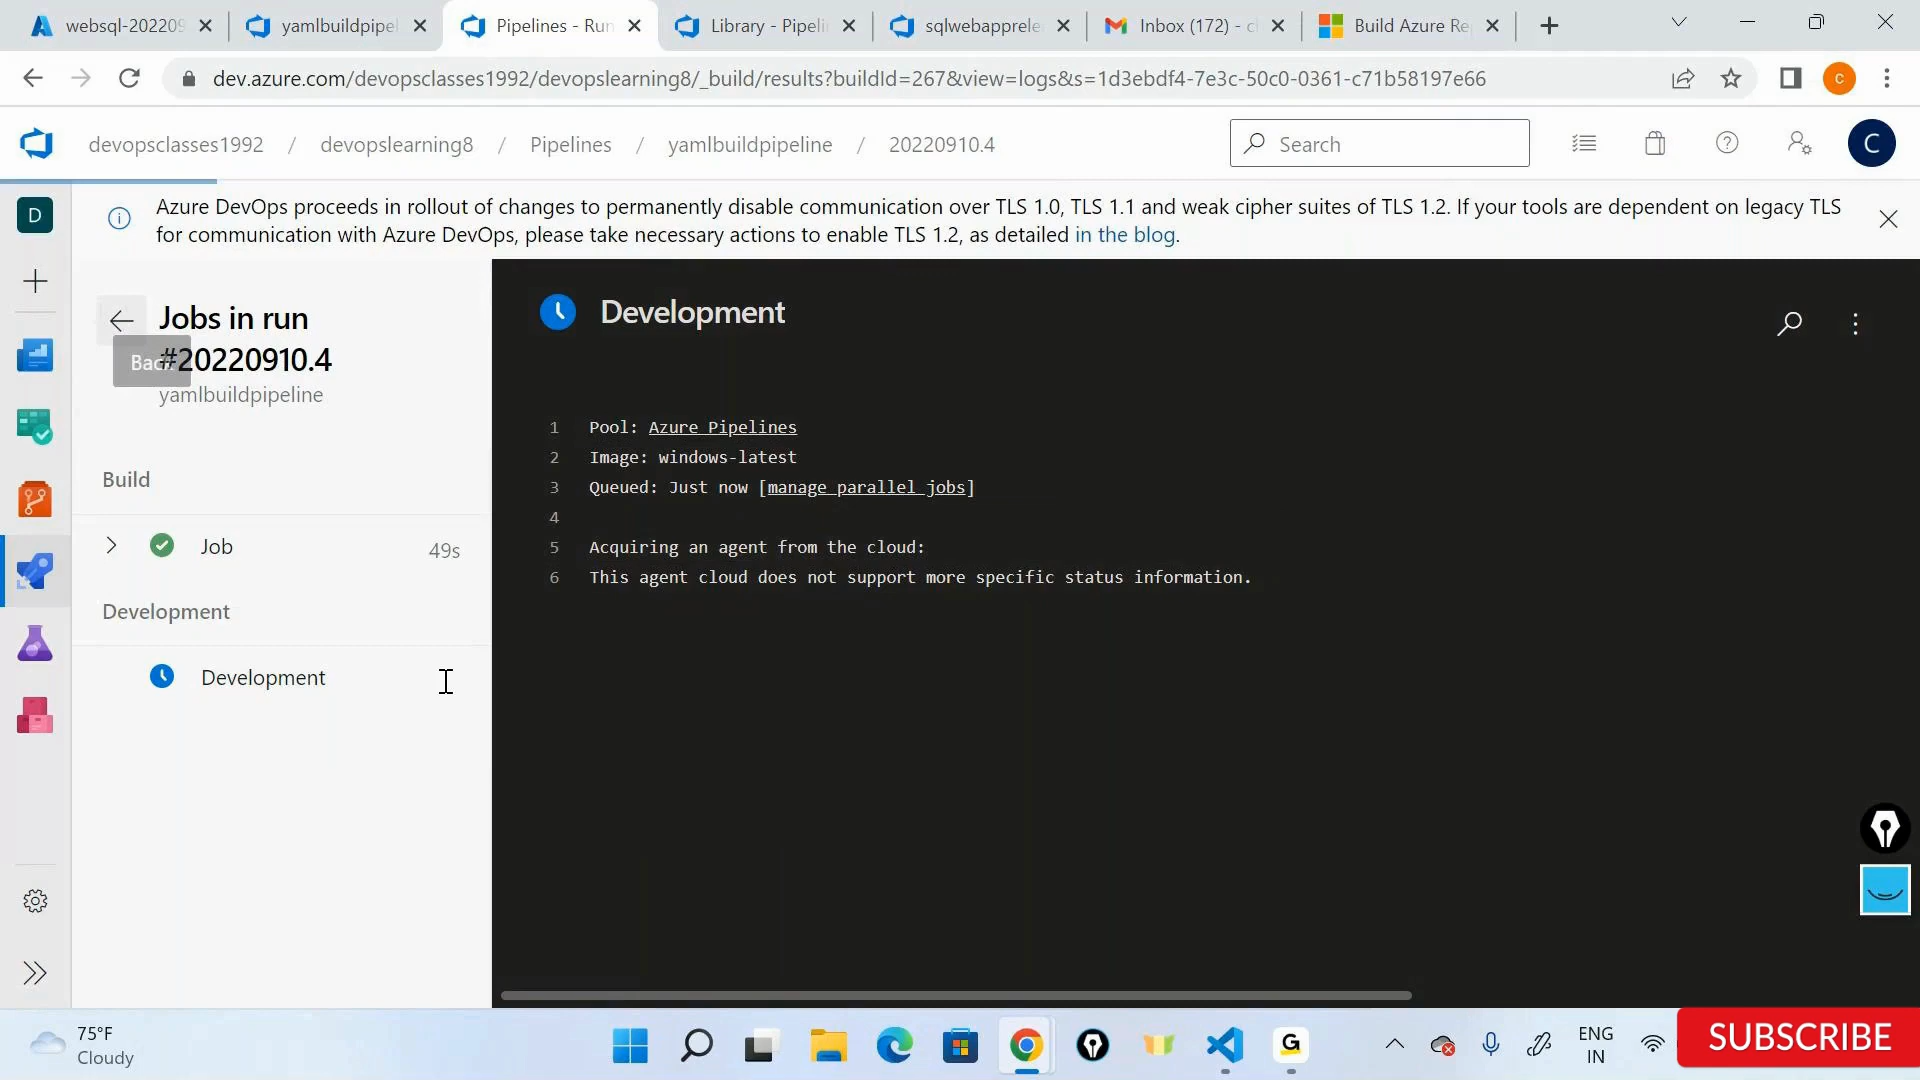 websql-202209
yamlbuildpipel
Pipelines - Run
Library - Pipeli
sqlwebapprele
Inbox (172) - c
Build Azure Re
dev.azure.com/devopsclasses1992/devopslearning8/_build/results?buildId=267&view=logs&s=1d3ebdf4-7e3c-50c0-0361-c71b58197e66
c
devopsclasses1992 / devopslearning8 / Pipelines / yamlbuildpipeline / 20220910.4
Search
C
D
Azure DevOps proceeds in rollout of changes to permanently disable communication over TLS 1.0, TLS 1.1 and weak cipher suites of TLS 1.2. If your tools are dependent on legacy TLS
for communication with Azure DevOps, please take necessary actions to enable TLS 1.2, as detailed in the blog.
Jobs in run
#20220910.4
Back
yamlbuildpipeline
Build
Job
49s
Development
Development
Development
1 Pool: Azure Pipelines
2 Image: windows-latest
3 Queued: Just now [manage parallel jobs]
4
5 Acquiring an agent from the cloud:
6 This agent cloud does not support more specific status information.
75°F
Cloudy
G
ENG
IN
SUBSCRIBE